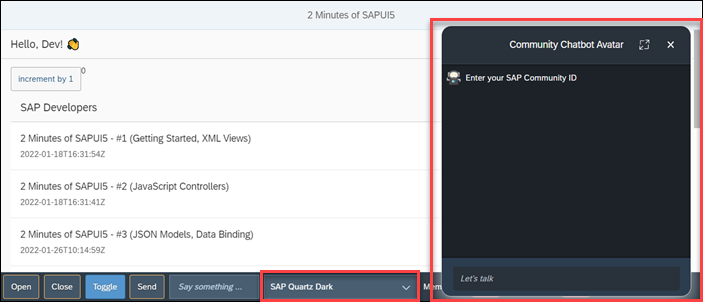 2 Minutes of SAPUI5
Hello, Dev! 👏
increment by 1
0
SAP Developers
2 Minutes of SAPUI5 - #1 (Getting Started, XML Views)
2022-01-18T16:31:54Z
2 Minutes of SAPUI5 - #2 (JavaScript Controllers)
2022-01-18T16:31:41Z
2 Minutes of SAPUI5 - #3 (JSON Models, Data Binding)
2022-01-26T10:14:59Z
Community Chatbot Avatar
Enter your SAP Community ID
Let's talk
Open Close Toggle Send Say something ... SAP Quartz Dark